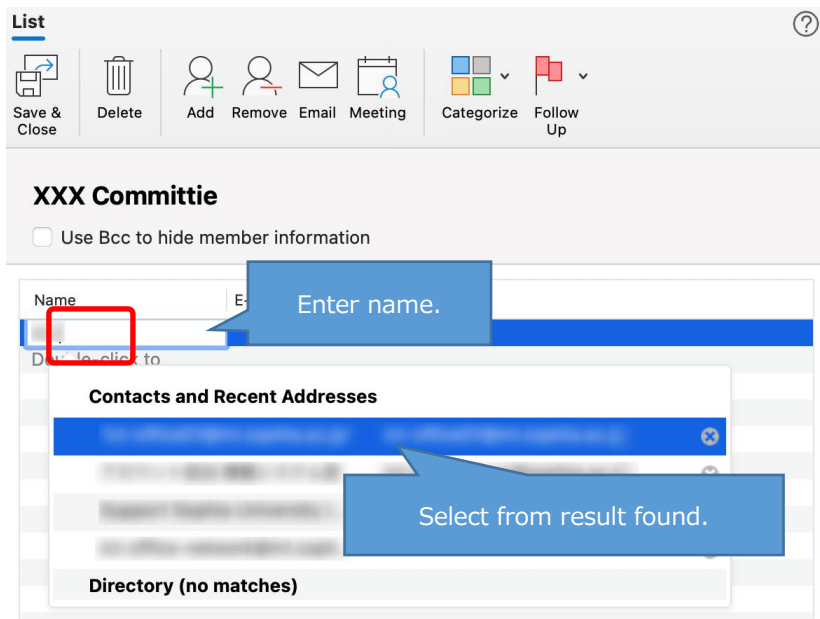 List
Save & Close
Delete
Add
Remove
Email
Meeting
Categorize
Follow Up
XXX Committie
Use Bcc to hide member information
Name
Enter name.
to
Contacts and Recent Addresses
Select from result found.
Directory (no matches)